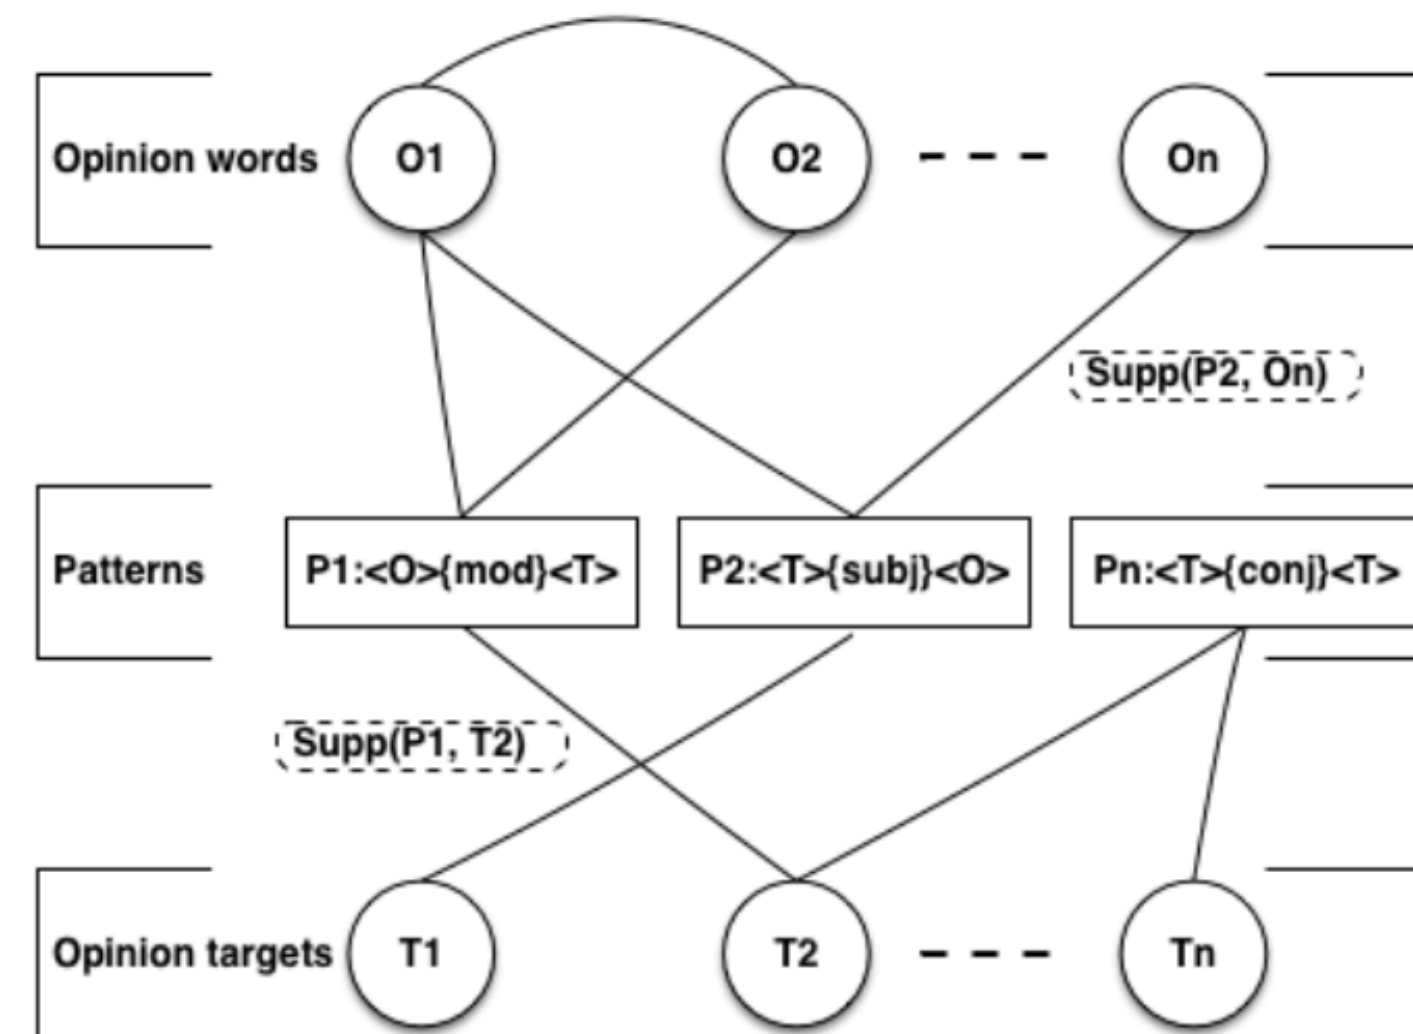 Opinion words
O1
O2
On
Supp(P2, On)
Patterns
P1:<O>{mod}<T>
P2:<T>{subj}<O>
Pn:<T>{conj}<T>
Supp(P1, T2)
Opinion targets
T1
T2
Tn